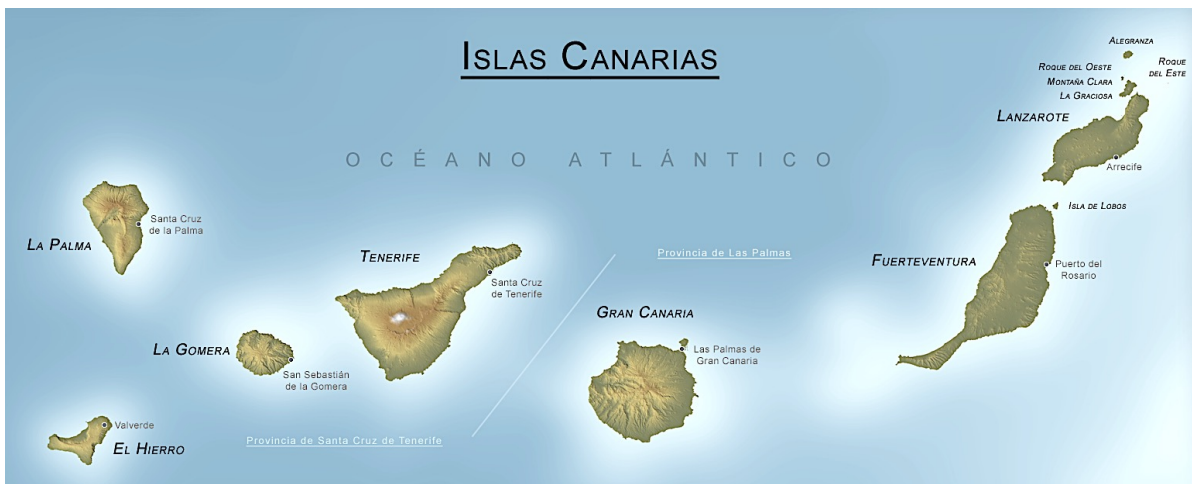 ISLAS CANARIAS
ALEGRANZA
ROQUE DEL OESTE
ROQUE
DEL ESTE
MONTAÑA CLARA
LA GRACIOSA
LANZAROTE
OCÉANO ATLÁNTICO
Arrecife
ISLA DE LOBOS
Santa Cruz
de la Palma
LA PALMA
TENERIFE
Provincia de Las Palmas
FUERTEVENTURA
Puerto del
Rosario
Santa Cruz
de Tenerife
GRAN CANARIA
LA GOMERA
Las Palmas de
Gran Canaria
San Sebastián
de la Gomera
Valverde
EL HIERRO
Provincia de Santa Cruz de Tenerife